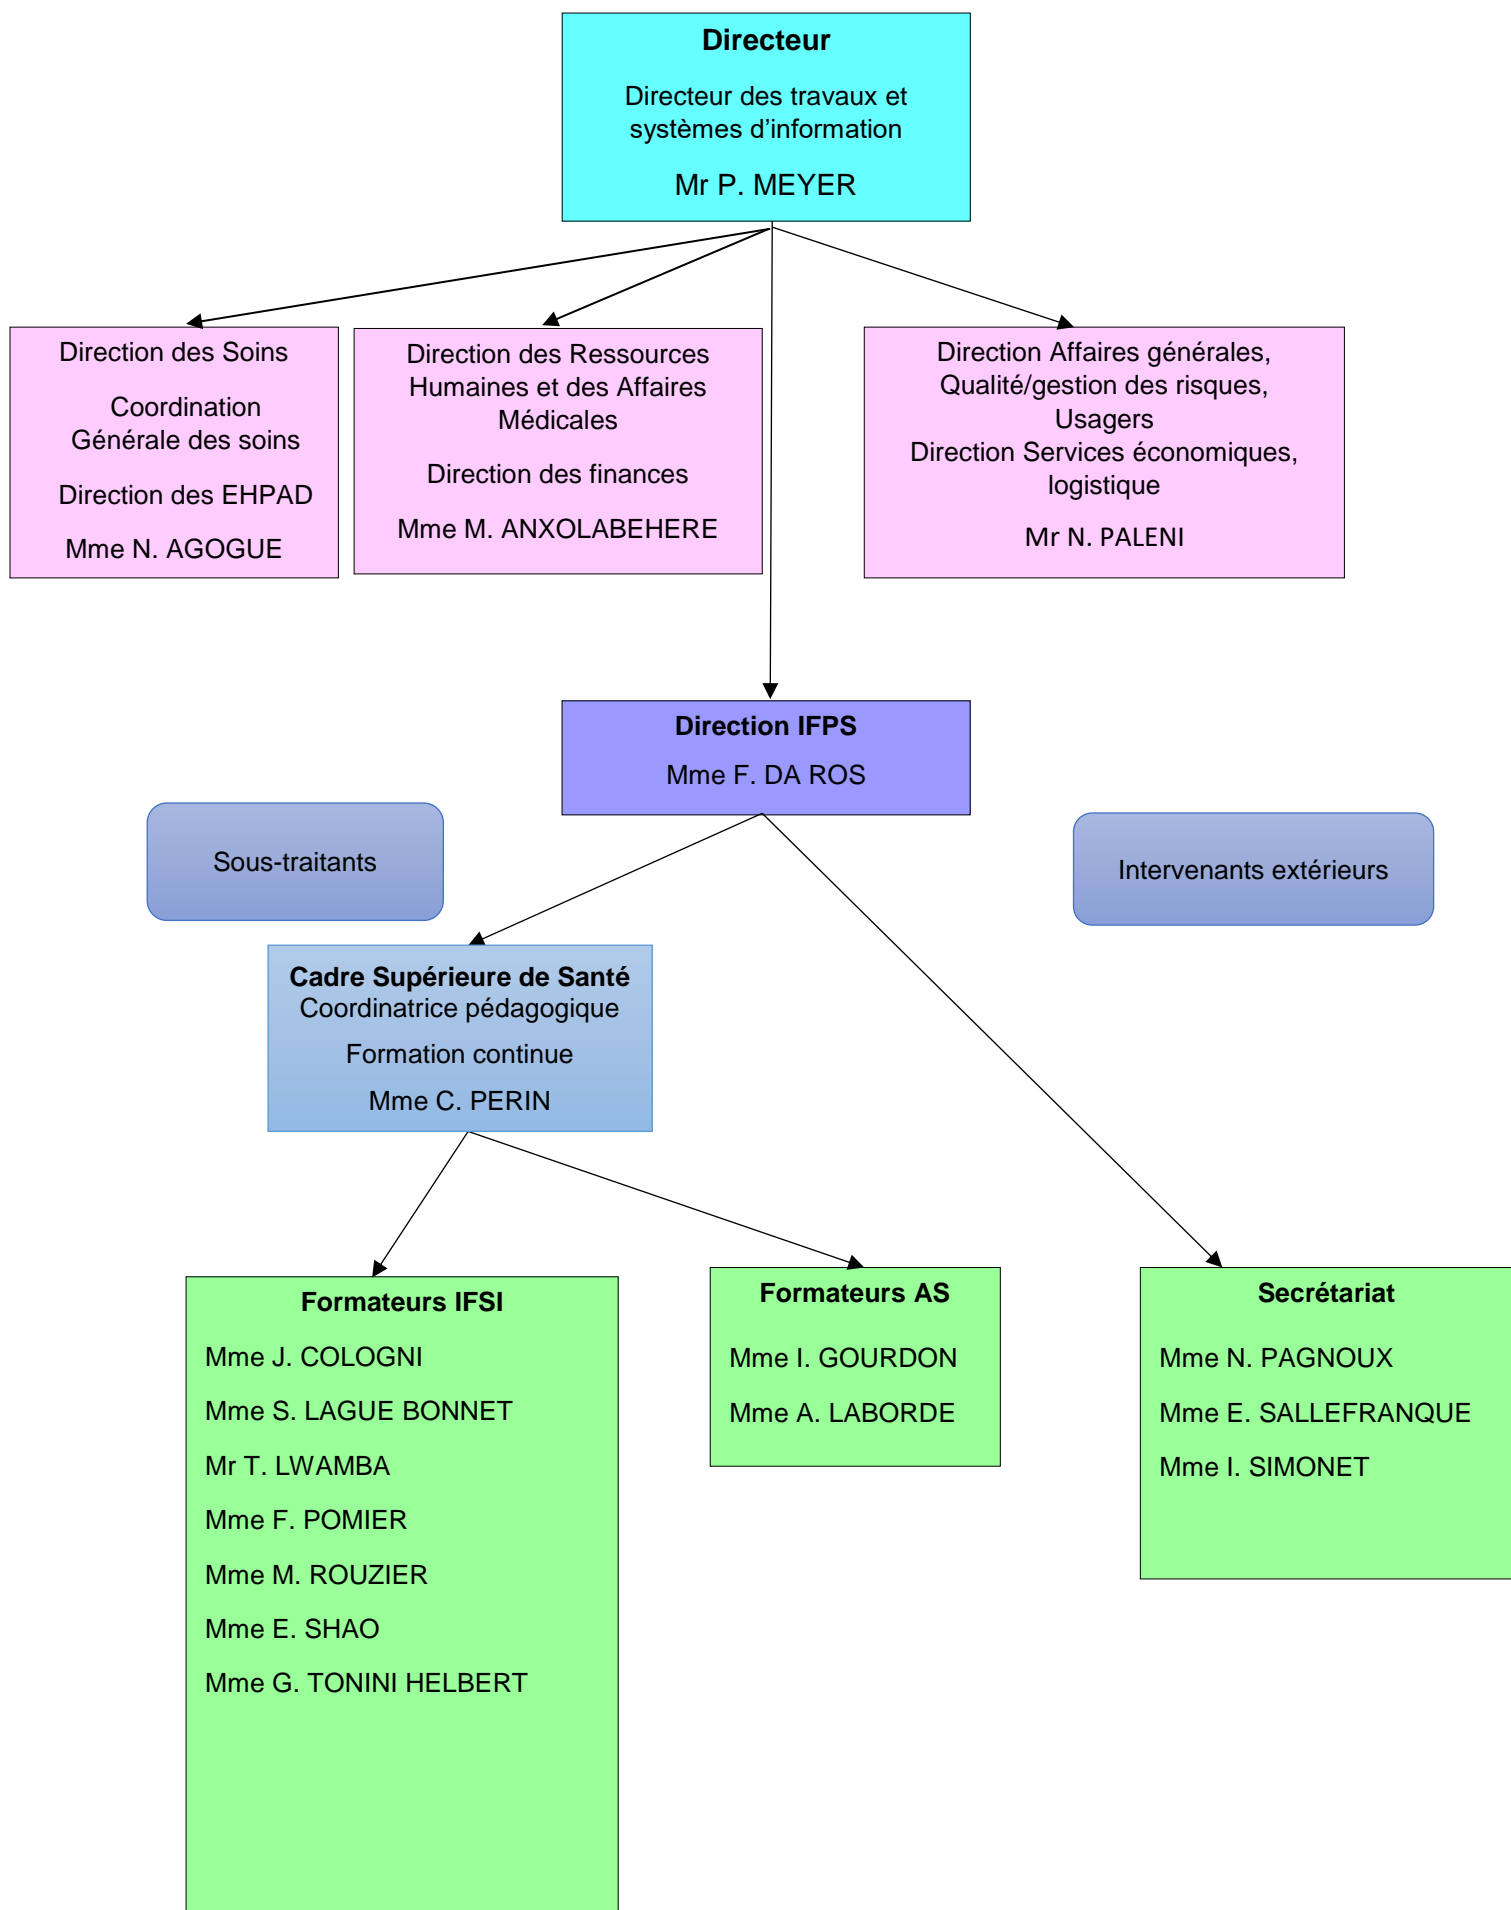 Directeur
Directeur des travaux et
systèmes d’information
Mr P. MEYER
Direction des Soins
Coordination
Générale des soins
Direction des EHPAD
Mme N. AGOGUE
Direction des Ressources
Humaines et des Affaires
Médicales
Direction des finances
Mme M. ANXOLABEHERE
Direction Affaires générales,
Qualité/gestion des risques,
Usagers
Direction Services économiques,
logistique
Mr N. PALENI
Direction IFPS
Mme F. DA ROS
Sous-traitants
Intervenants extérieurs
Cadre Supérieure de Santé
Coordinatrice pédagogique
Formation continue
Mme C. PERIN
Formateurs IFSI
Mme J. COLOGNI
Mme S. LAGUE BONNET
Mr T. LWAMBA
Mme F. POMIER
Mme M. ROUZIER
Mme E. SHAO
Mme G. TONINI HELBERT
Formateurs AS
Mme I. GOURDON
Mme A. LABORDE
Secrétariat
Mme N. PAGNOUX
Mme E. SALLEFRANQUE
Mme I. SIMONET